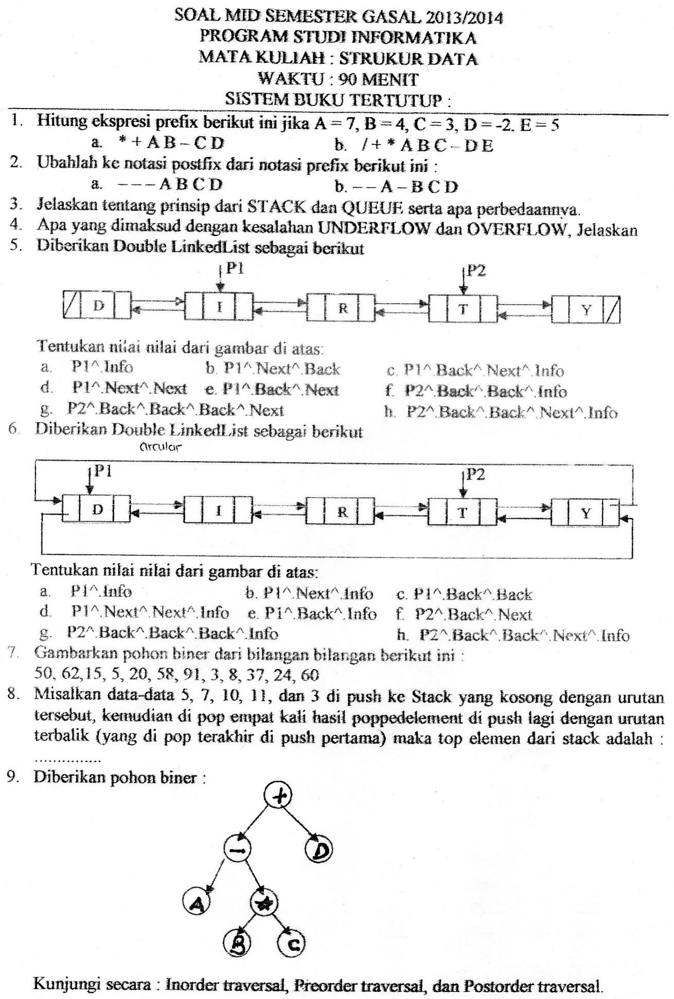 SOAL MID SEMESTER GASAL 2013/2014
PROGRAM STUDI INFORMATIKA
MATA KULIAH : STRUKUR DATA
WAKTU : 90 MENIT
SISTEM BUKU TERTUTUP :
1. Hitung ekspresi prefix berikut ini jika A = 7, B = 4, C = 3, D = -2, E = 5
a. * + A B – C D b. / + * A B C – D E
2. Ubahlah ke notasi postfix dari notasi prefix berikut ini :
a. – – – A B C D b. – – A – B C D
3. Jelaskan tentang prinsip dari STACK dan QUEUE serta apa perbedaannya.
4. Apa yang dimaksud dengan kesalahan UNDERFLOW dan OVERFLOW, Jelaskan
5. Diberikan Double LinkedList sebagai berikut
P1 P2
D I R T Y
Tentukan nilai nilai dari gambar di atas:
a. P1^.Info b. P1^.Next^.Back c. P1^.Back^.Next^.Info
d. P1^.Next^.Next e. P1^.Back^.Next f. P2^.Back^.Back^.Info
g. P2^.Back^.Back^.Back^.Next h. P2^.Back^.Back^.Next^.Info
6. Diberikan Double LinkedList sebagai berikut
circular
P1 P2
D I R T Y
Tentukan nilai nilai dari gambar di atas:
a. P1^.Info b. P1^.Next^.Info c. P1^.Back^.Back
d. P1^.Next^.Next^.Info e. P1^.Back^.Info f. P2^.Back^.Next
g. P2^.Back^.Back^.Back^.Info h. P2^.Back^.Back^.Next^.Info
7. Gambarkan pohon biner dari bilangan bilangan berikut ini :
50, 62,15, 5, 20, 58, 91, 3, 8, 37, 24, 60
8. Misalkan data-data 5, 7, 10, 11, dan 3 di push ke Stack yang kosong dengan urutan
tersebut, kemudian di pop empat kali hasil poppedelement di push lagi dengan urutan
terbalik (yang di pop terakhir di push pertama) maka top elemen dari stack adalah :
................
9. Diberikan pohon biner :
+
– D
A *
B C
Kunjungi secara : Inorder traversal, Preorder traversal, dan Postorder traversal.